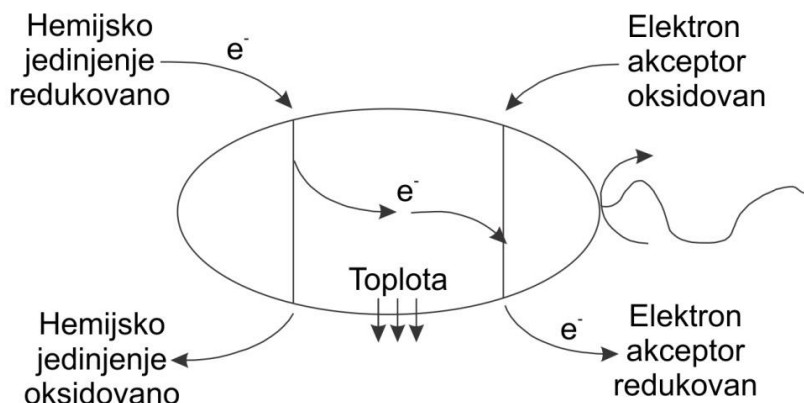 Hemijsko
jedinjenje
redukovano
e-
Elektron
akceptor
oksidovan
e-
Toplota
Hemijsko
jedinjenje
oksidovano
e-
Elektron
akceptor
redukovan